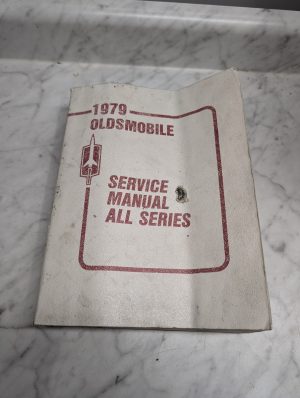 1979
OLDSMOBILE
SERVICE
MANUAL
ALL SERIES